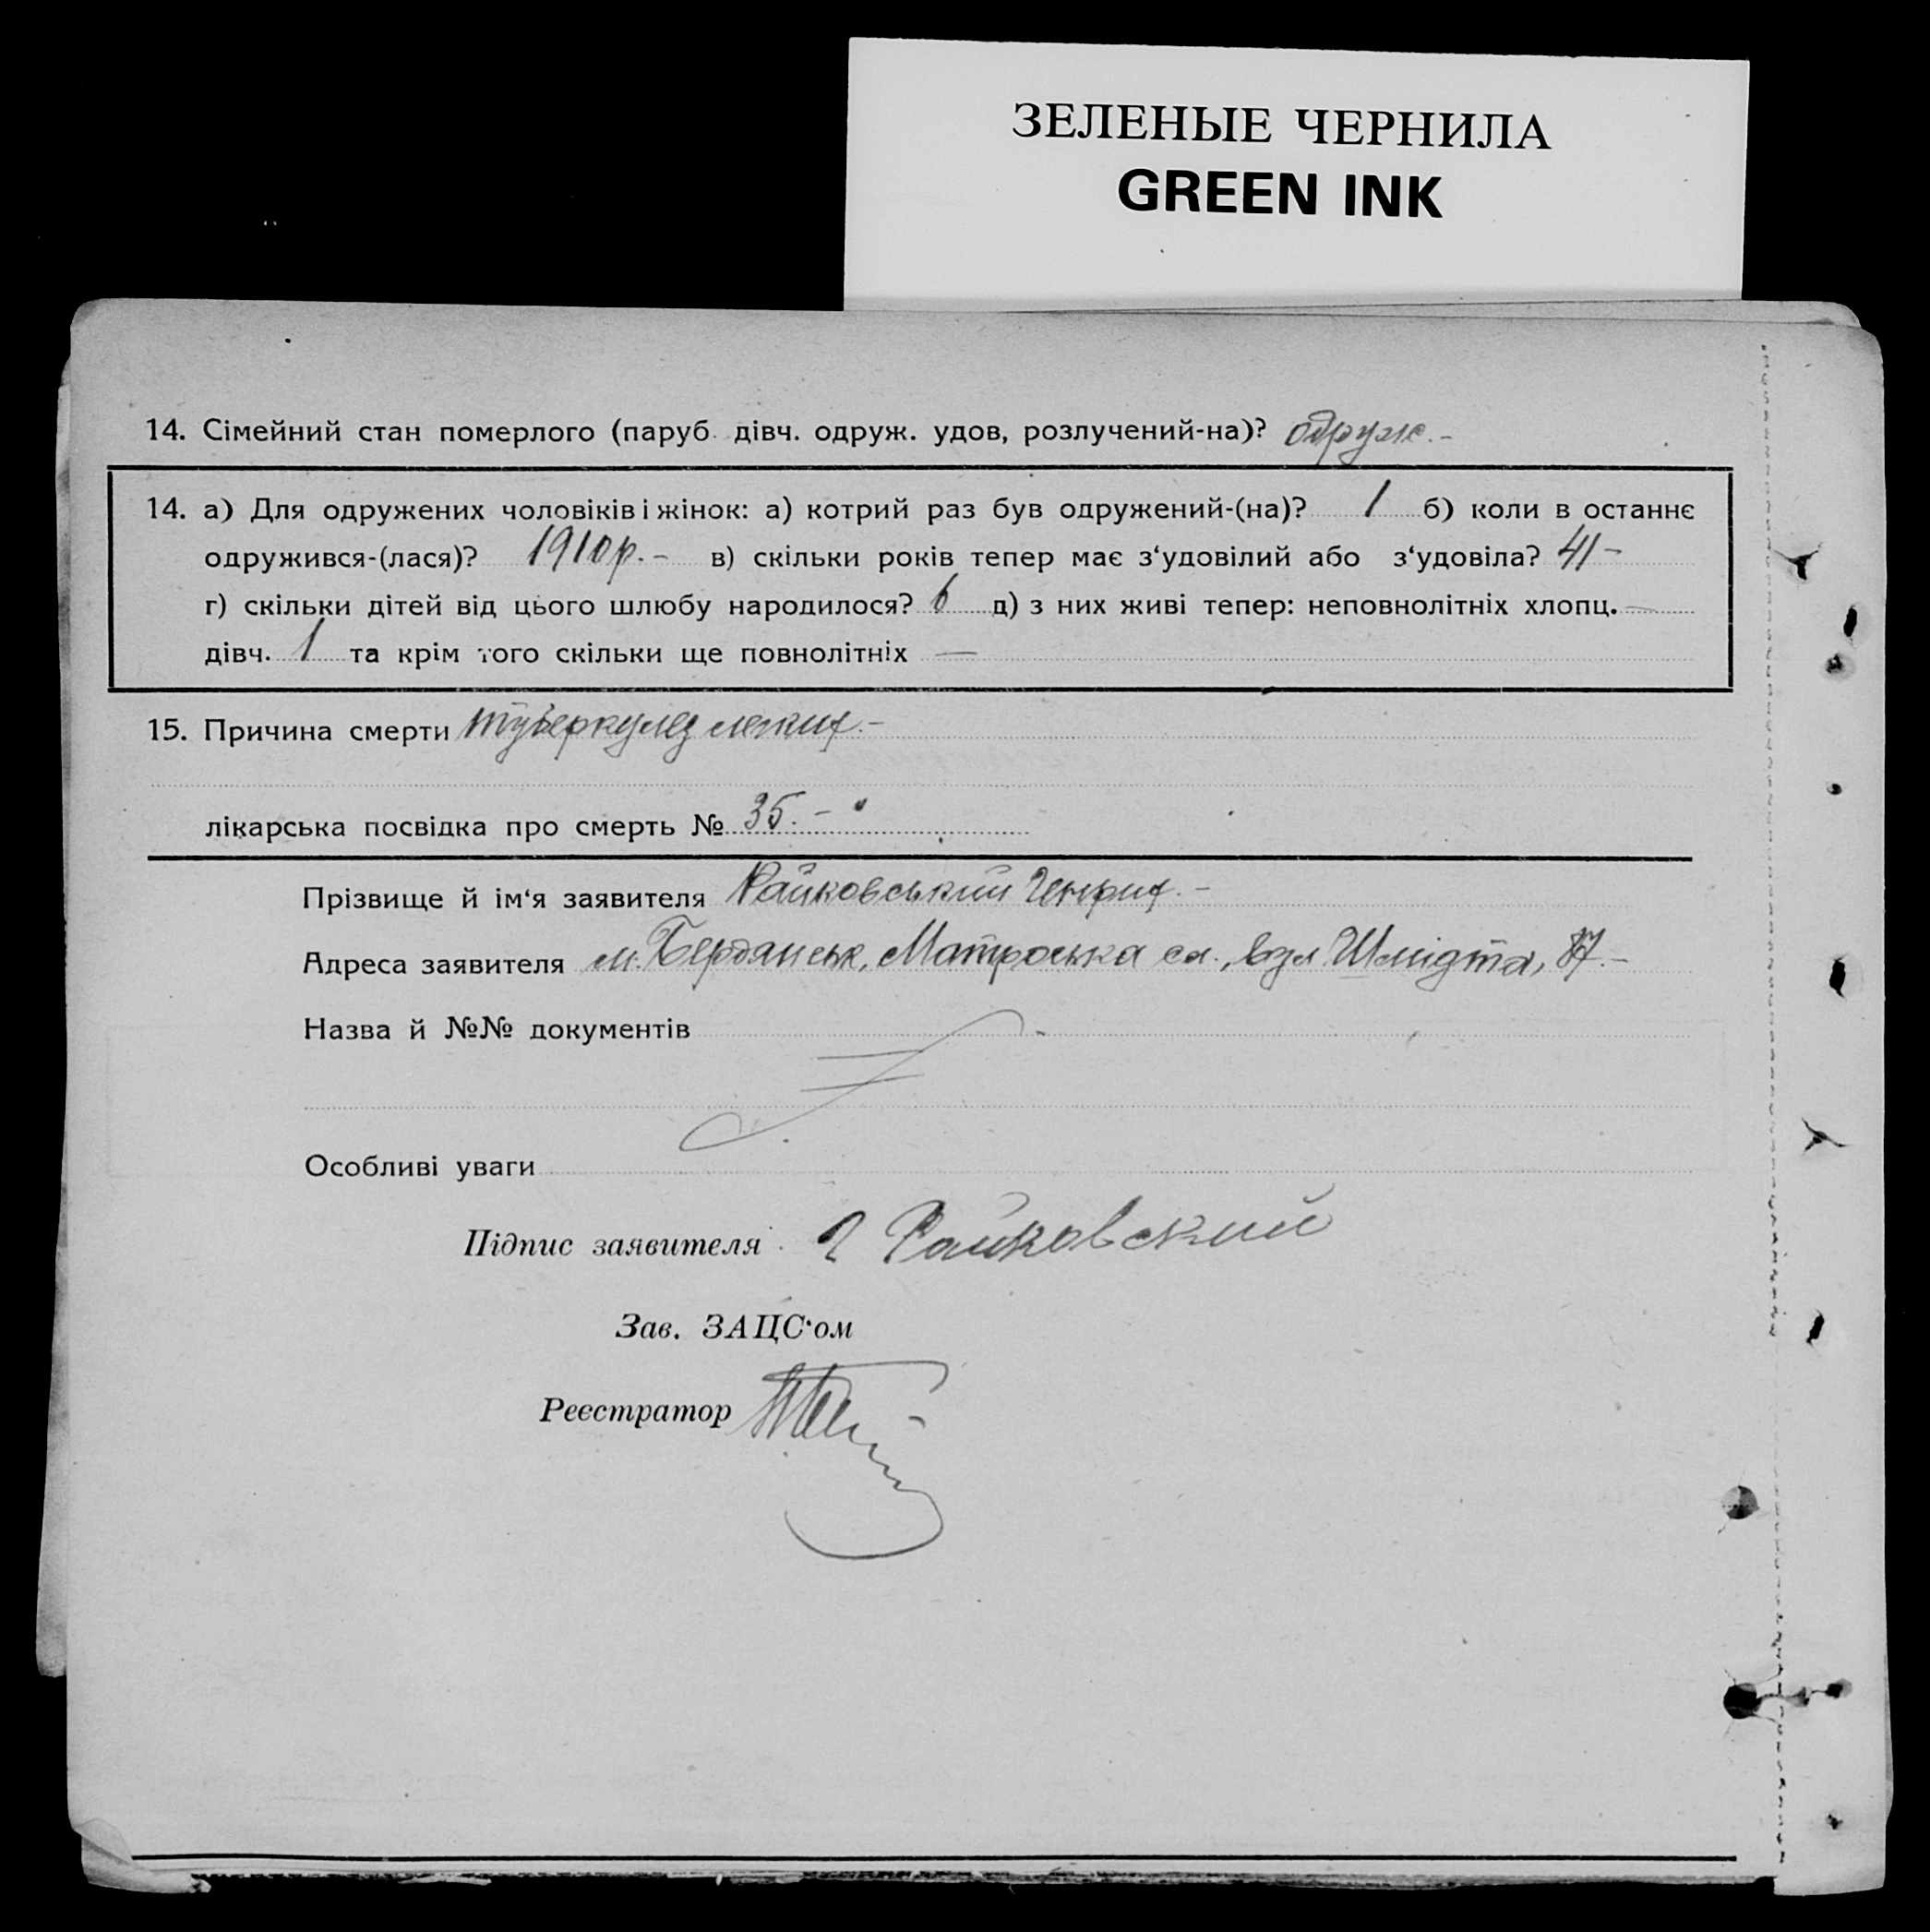 ЗЕЛЕНЫЕ ЧЕРНИЛА
GREEN INK
14. Сімейний стан померлого (паруб. дівч. одруж. удов, розлучений-на)? одруж.-
14. а) Для одружених чоловіків і жінок: а) котрий раз був одружений-(на)? 1 б) коли в останнє
одружився-(лася)? 1910р.- в) скільки років тепер має з‘удовілий або з‘удовіла? 41-
г) скільки дітей від цього шлюбу народилося? 6 д) з них живі тепер: неповнолітніх хлопц. —
дівч. 1 та крім того скільки ще повнолітніх —
15. Причина смерти туберкулез легких.-
лікарська посвідка про смерть № 35.-
Прізвище й ім‘я заявителя Райковський Генрих.-
Адреса заявителя м. Бердянськ, Матроська сл., вул Шмідта, 87.-
Назва й №№ документів
Особливі уваги
Підпис заявителя Г Райковский
Зав. ЗАЦС‘ом
Реєстратор